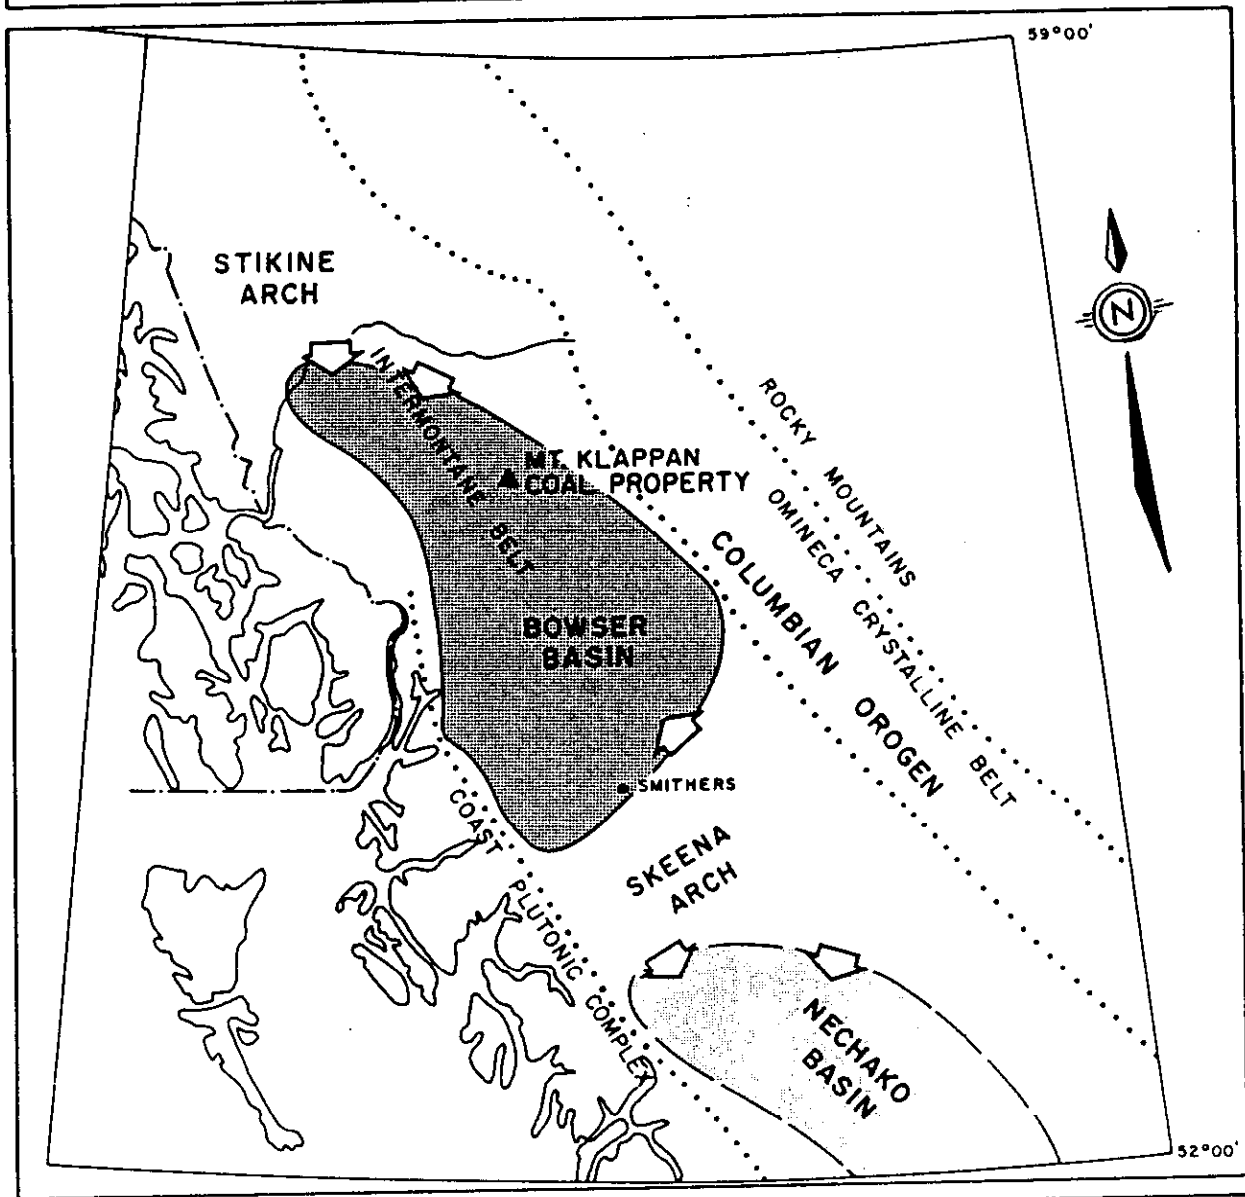 59°00'
STIKINE
ARCH
INTERMONTANE BELT
ROCKY MOUNTAINS
MT. KLAPPAN
COAL PROPERTY
OMINECA CRYSTALLINE BELT
COLUMBIAN OROGEN
BOWSER
BASIN
SMITHERS
COAST PLUTONIC COMPLEX
SKEENA
ARCH
NECHAKO
BASIN
52°00'
N